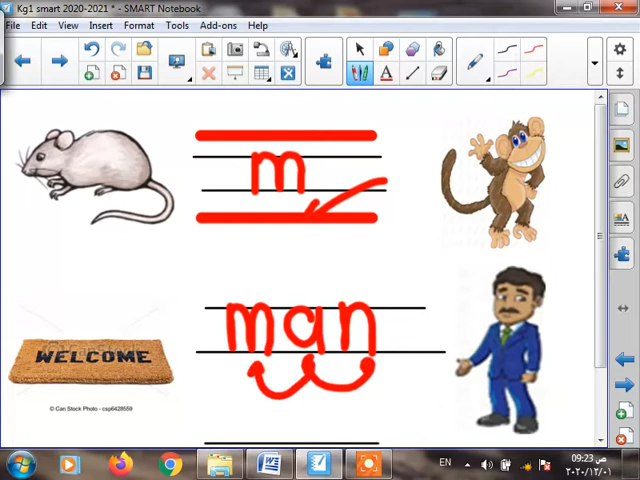 Kg1 smart 2020-2021 * - SMART Notebook
File Edit View Insert Format Tools Add-ons Help
m
man
WELCOME
© Can Stock Photo - csp6428559
EN
09:23 ص
٢٠٢٠/١٢/٠١